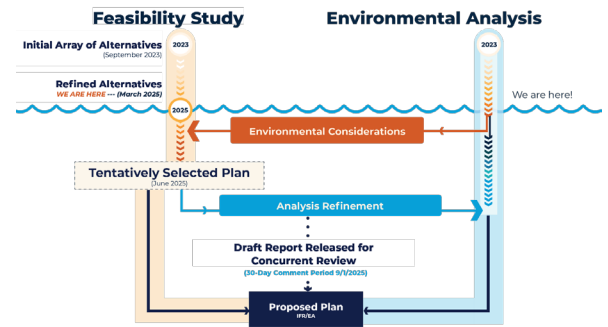 Feasibility Study
Environmental Analysis
Initial Array of Alternatives
(September 2023)
2023
2023
Refined Alternatives
WE ARE HERE --- (March 2025)
2025
We are here!
Environmental Considerations
Tentatively Selected Plan
(June 2025)
Analysis Refinement
Draft Report Released for
Concurrent Review
(30-Day Comment Period 9/1/2025)
Proposed Plan
IFR/EA